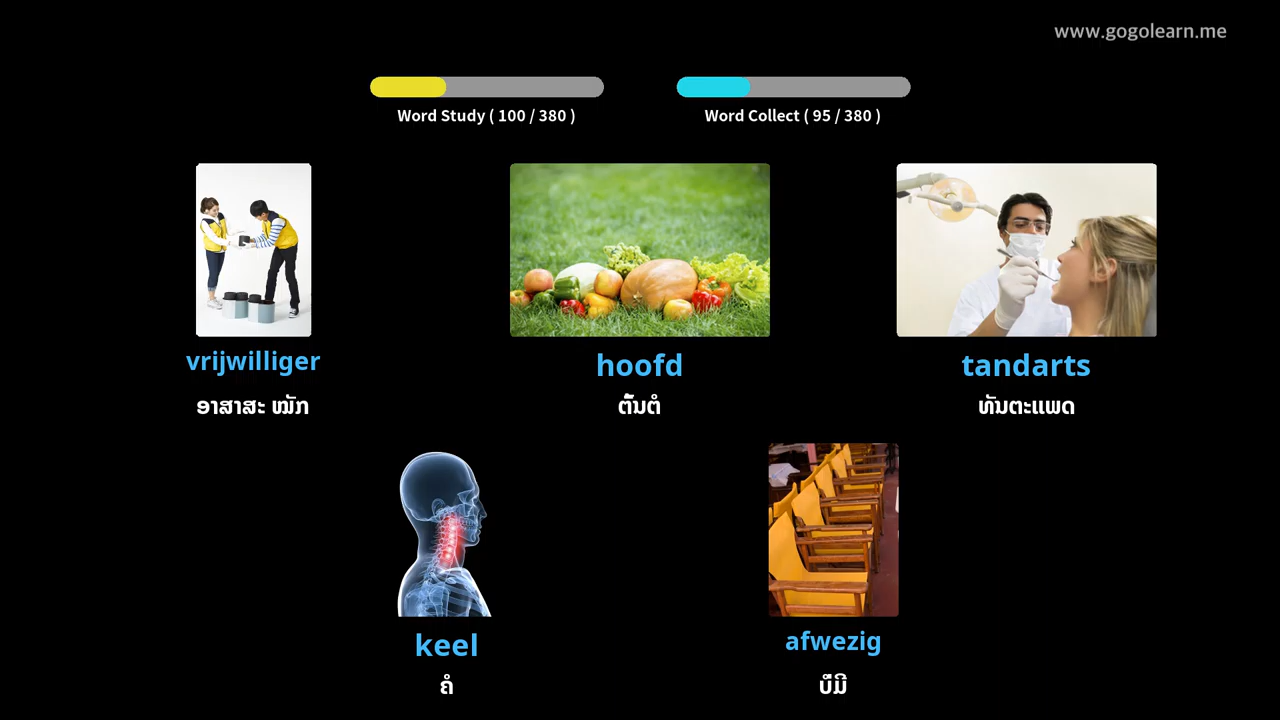 www.gogolearn.me
Word Study ( 100 / 380 )
Word Collect ( 95 / 380 )
vrijwilliger
hoofd
tandarts
ອາສາສະ ໝັກ
ຕົ້ນຕໍ
ທັນຕະແພດ
keel
afwezig
ຄໍ
ບໍ່ມີ